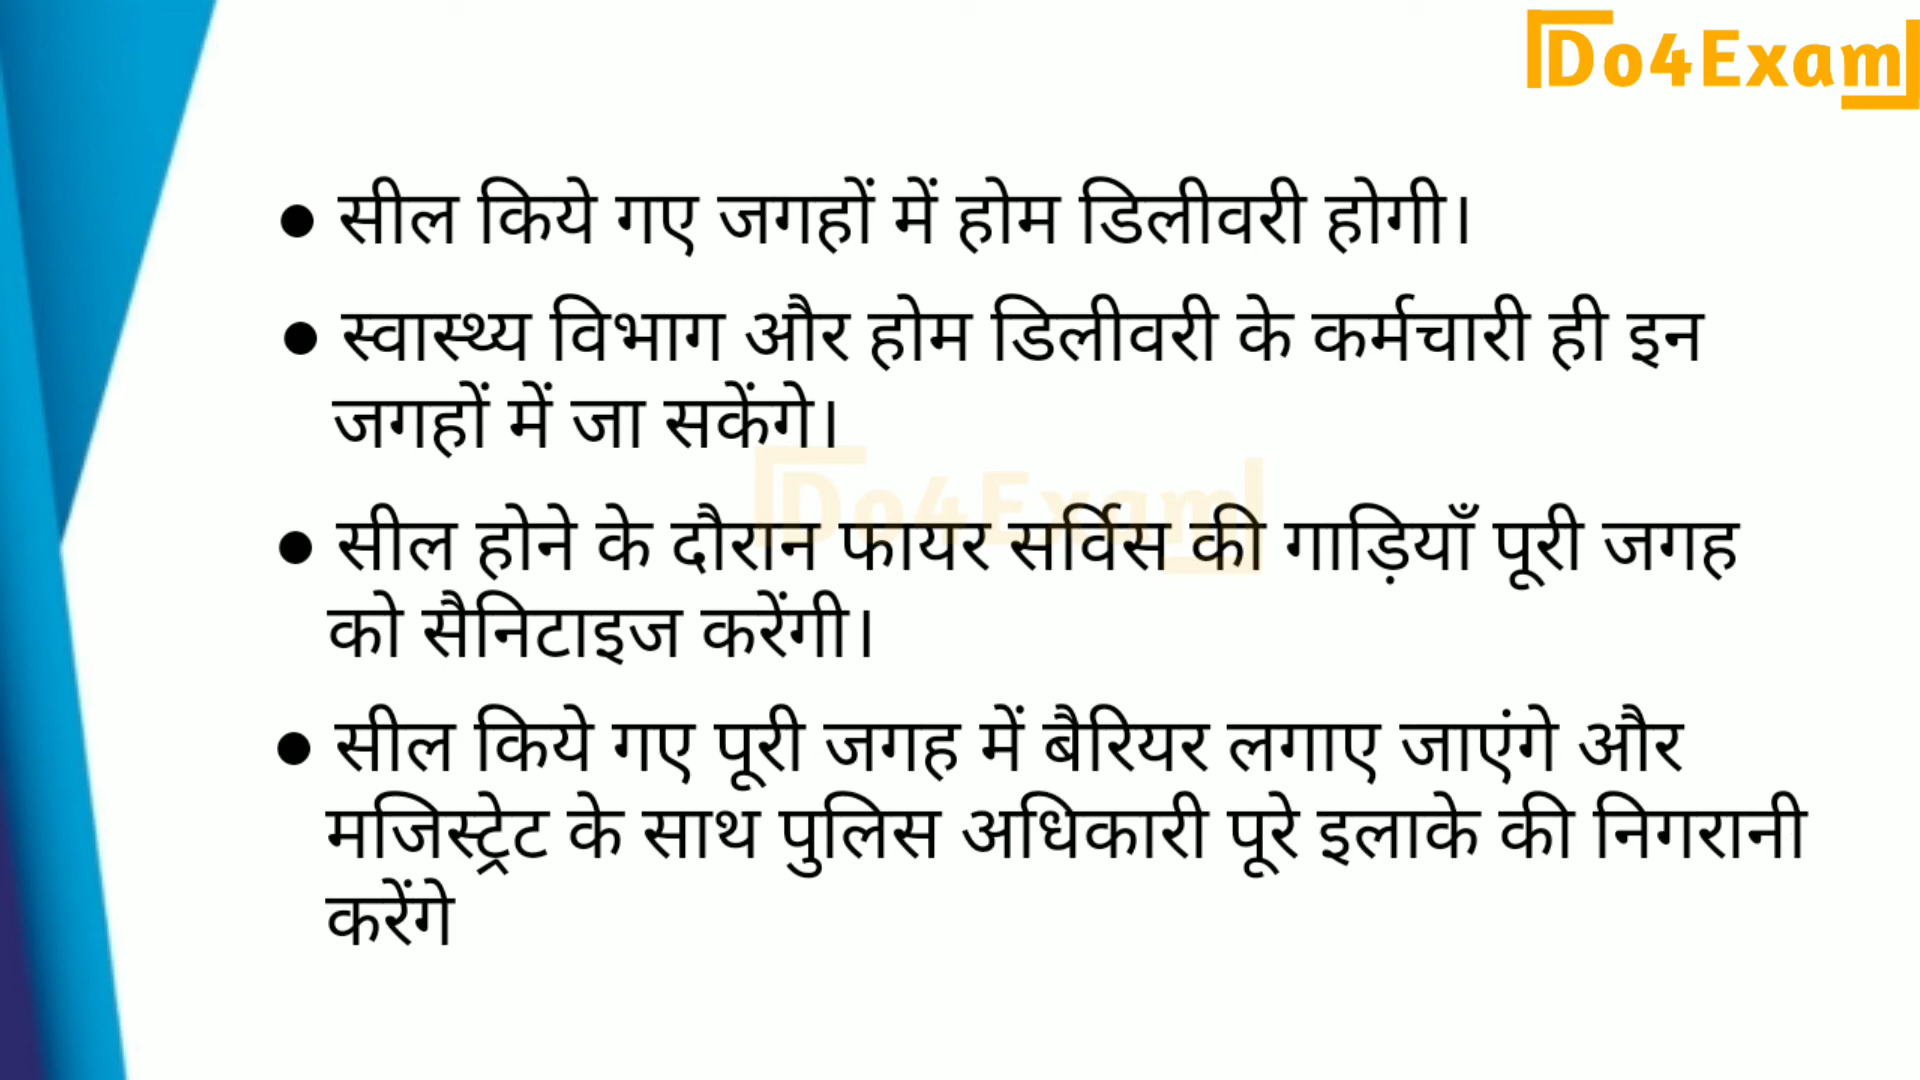 Do4Exam
● सील किये गए जगहों में होम डिलीवरी होगी।
● स्वास्थ्य विभाग और होम डिलीवरी के कर्मचारी ही इन
जगहों में जा सकेंगे।
Do4Exam
● सील होने के दौरान फायर सर्विस की गाड़ियाँ पूरी जगह
को सैनिटाइज करेंगी।
● सील किये गए पूरी जगह में बैरियर लगाए जाएंगे और
मजिस्ट्रेट के साथ पुलिस अधिकारी पूरे इलाके की निगरानी
करेंगे